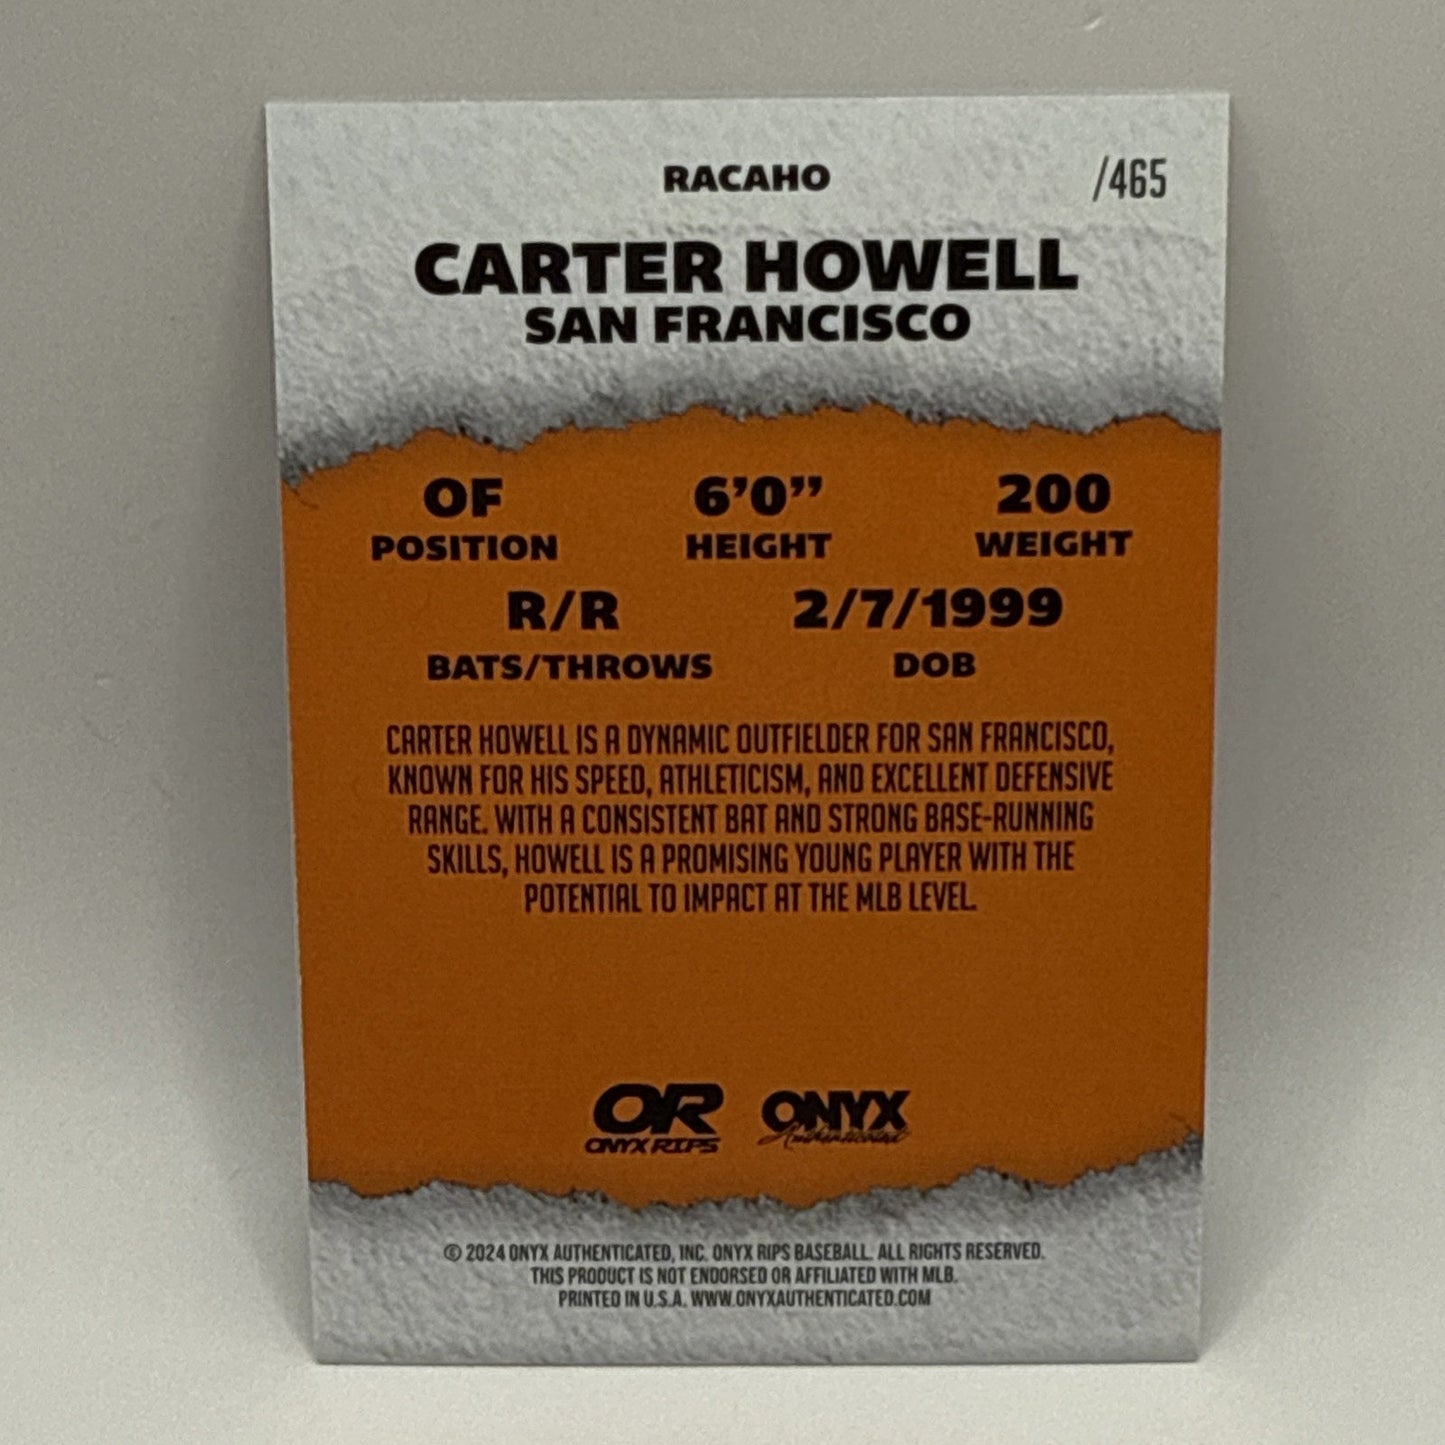 RACAHO
/465
CARTER HOWELL
SAN FRANCISCO
OF 6'0" 200
POSITION HEIGHT WEIGHT
R/R 2/7/1999
BATS/THROWS DOB
CARTER HOWELL IS A DYNAMIC OUTFIELDER FOR SAN FRANCISCO,
KNOWN FOR HIS SPEED, ATHLETICISM, AND EXCELLENT DEFENSIVE
RANGE. WITH A CONSISTENT BAT AND STRONG BASE-RUNNING
SKILLS, HOWELL IS A PROMISING YOUNG PLAYER WITH THE
POTENTIAL TO IMPACT AT THE MLB LEVEL.
OR ONYX
ONYX RIPS Authenticated
© 2024 ONYX AUTHENTICATED, INC. ONYX RIPS BASEBALL. ALL RIGHTS RESERVED.
THIS PRODUCT IS NOT ENDORSED OR AFFILIATED WITH MLB.
PRINTED IN U.S.A. WWW.ONYXAUTHENTICATED.COM